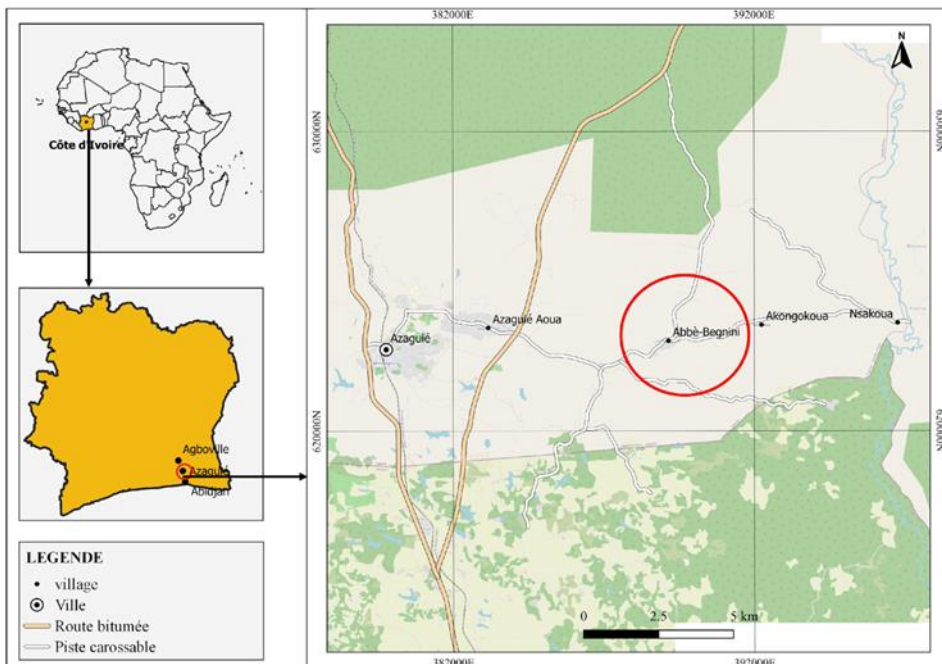 Côte d'Ivoire
Agboville
Azaguié
Abidjan
LEGENDE
village
Ville
Route bitumée
Piste carossable
382000E
392000E
N
630000N
630000N
Azaguié
Azaguié Aoua
Abbè-Begnini
Akongokoua
Nsakoua
620000N
620000N
0 2.5 5 km
382000E
392000E